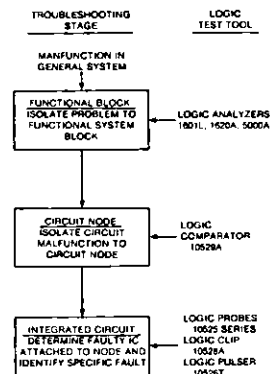 TROUBLESHOOTING
STAGE
LOGIC
TEST TOOL
MANFUNCTION IN
GENERAL SYSTEM
FUNCTIONAL BLOCK
ISOLATE PROBLEM TO
FUNCTIONAL SYSTEM
BLOCK
LOGIC ANALYZERS
1601L, 1620A, 5000A
CIRCUIT NODE
ISOLATE CIRCUIT
MALFUNCTION TO
CIRCUIT NODE
LOGIC
COMPARATOR
10529A
INTEGRATED CIRCUIT
DETERMINE FAULTY IC
ATTACHED TO NODE AND
IDENTIFY SPECIFIC FAULT
LOGIC PROBES
10525 SERIES
LOGIC CLIP
10528A
LOGIC PULSER
10526T